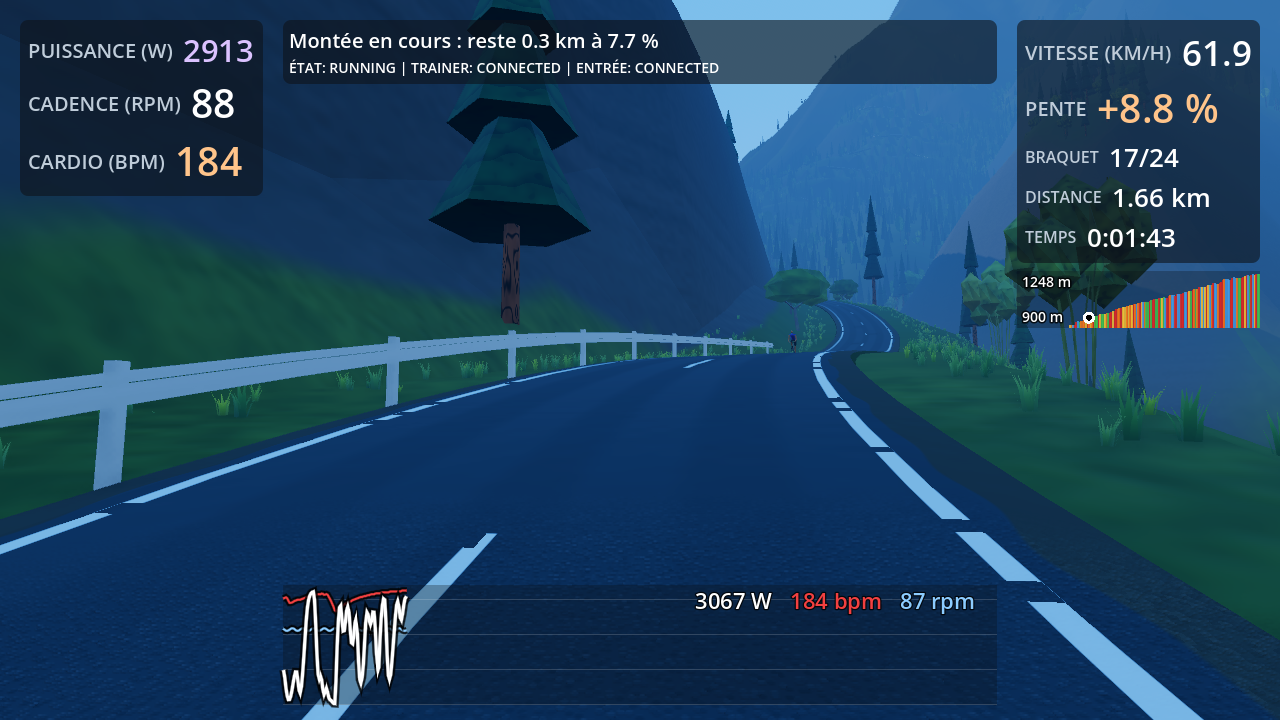 PUISSANCE (W) 2913
CADENCE (RPM) 88
CARDIO (BPM) 184
Montée en cours : reste 0.3 km à 7.7 %
ÉTAT: RUNNING | TRAINER: CONNECTED | ENTRÉE: CONNECTED
VITESSE (KM/H) 61.9
PENTE +8.8 %
BRAQUET 17/24
DISTANCE 1.66 km
TEMPS 0:01:43
1248 m
900 m
3067 W 184 bpm 87 rpm